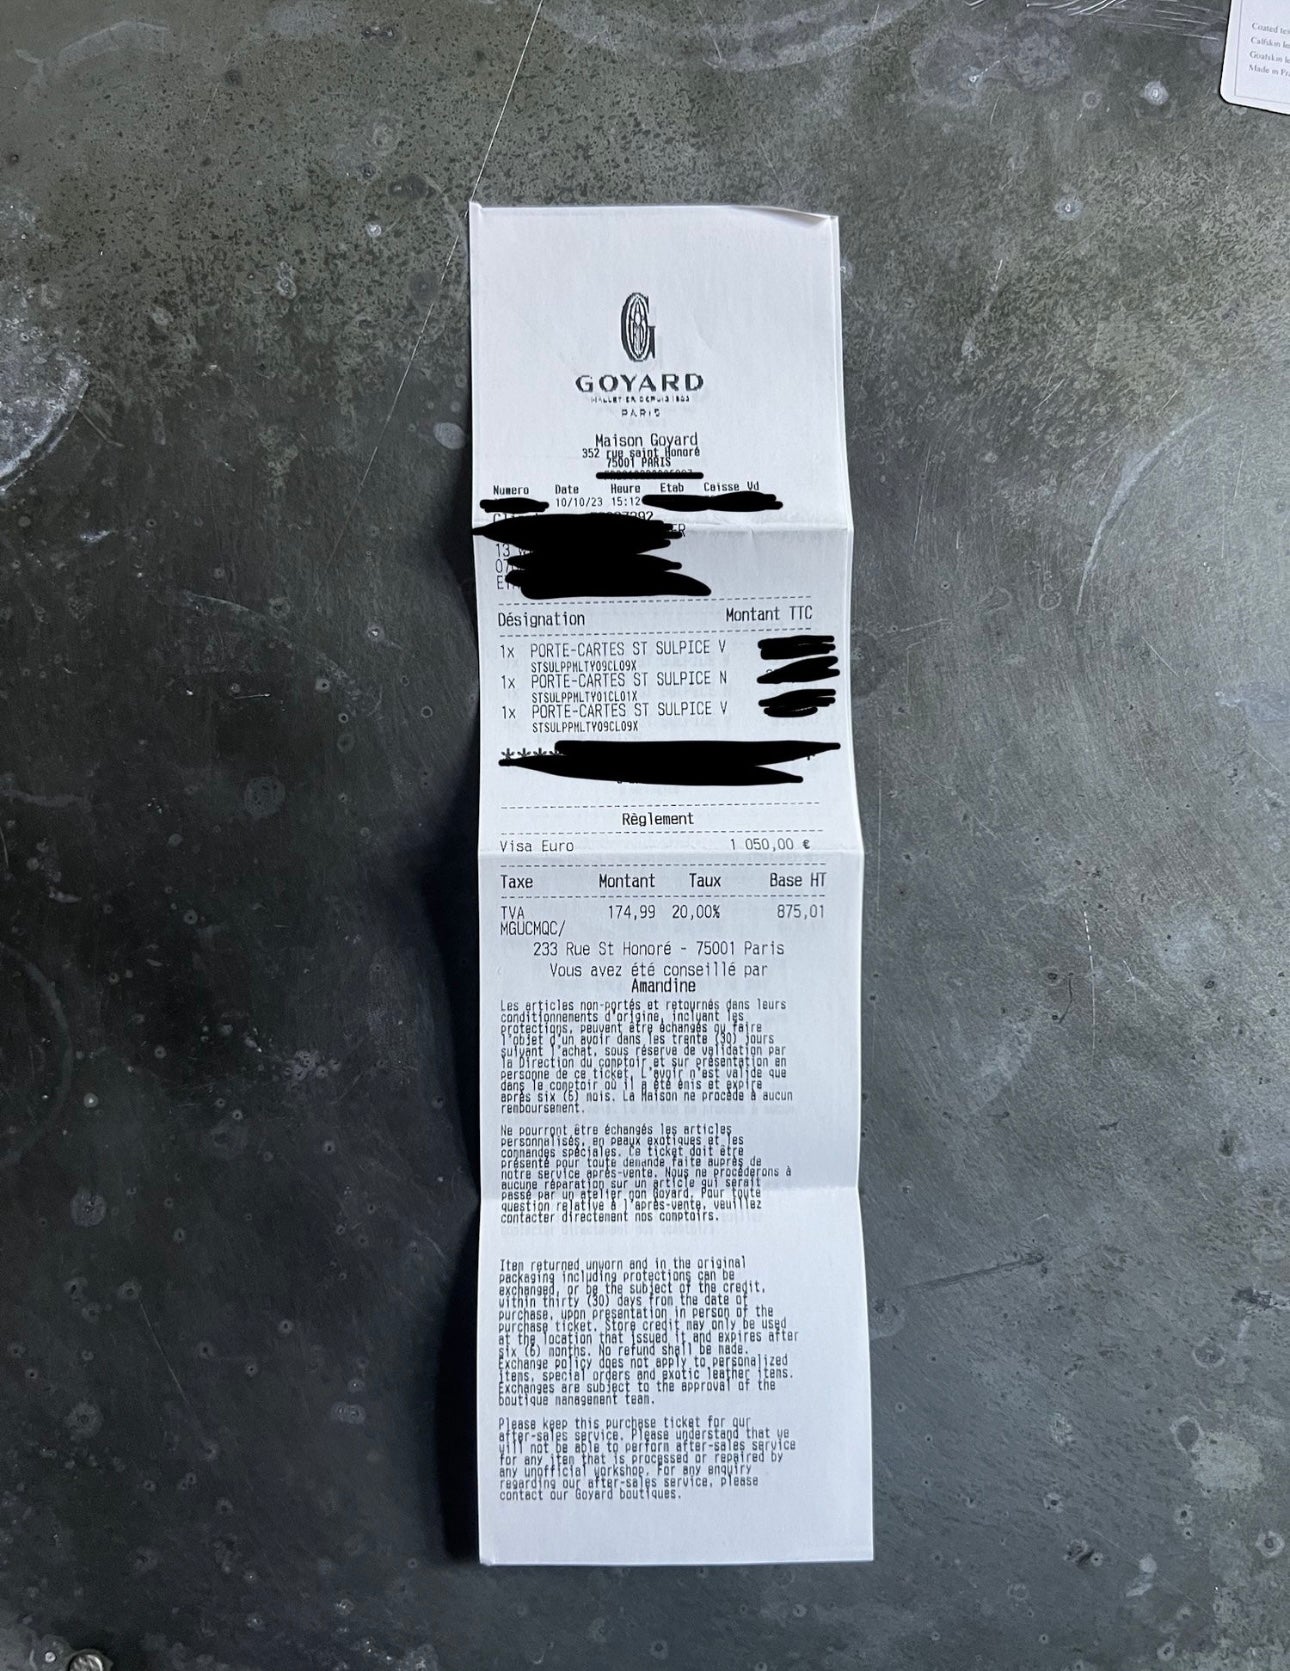 Coated
Calfskin
Goatskin
Made in
G
GOYARD
MALLETIER DEPUIS 1853
PARIS
Maison Goyard
352 rue saint Honoré
75001 PARIS
Numero Date Heure Etab Caisse Vd
10/10/23 15:12
13
07
Désignation Montant TTC
1x PORTE-CARTES ST SULPICE V
STSULPPMLTY09CL09X
1x PORTE-CARTES ST SULPICE N
STSULPPMLTY01CL01X
1x PORTE-CARTES ST SULPICE V
STSULPPMLTY09CL09X
****
Règlement
Visa Euro 1 050,00 €
Taxe Montant Taux Base HT
TVA 174,99 20,00% 875,01
MGUCMQC/
233 Rue St Honoré - 75001 Paris
Vous avez été conseillé par
Amandine
Les articles non-portés et retournés dans leurs
conditionnements d'origine, incluant les
protections, peuvent être échangés ou faire
l'objet d'un avoir dans les trente (30) jours
suivant l'achat, sous réserve de validation par
la Direction du comptoir et sur présentation en
personne de ce ticket. L'avoir n'est valide que
dans le comptoir où il a été émis et expire
après six (6) mois. La Maison ne procède à aucun
remboursement.
Ne pourront être échangés les articles
personnalisés, en peaux exotiques et les
commandes spéciales. Ce ticket doit être
présenté pour toute demande faite auprès de
notre service après-vente. Nous ne procéderons à
aucune réparation sur un article qui serait
passé par un atelier non Goyard. Pour toute
question relative à l'après-vente, veuillez
contacter directement nos comptoirs.
Item returned unworn and in the original
packaging including protections can be
exchanged, or be the subject of the credit,
within thirty (30) days from the date of
purchase, upon presentation in person of the
purchase ticket. Store credit may only be used
at the location that issued it and expires after
six (6) months. No refund shall be made.
Exchange policy does not apply to personalized
items, special orders and exotic leather items.
Exchanges are subject to the approval of the
boutique management team.
Please keep this purchase ticket for our
after-sales service. Please understand that we
will not be able to perform after-sales service
for any item that is processed or repaired by
any unofficial workshop. For any enquiry
regarding our after-sales service, please
contact our Goyard boutiques.